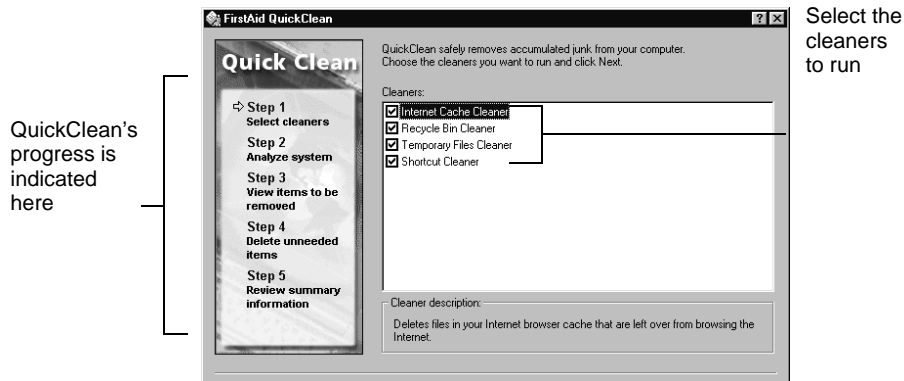 FirstAid QuickClean
Select the
cleaners
to run
QuickClean's
progress is
indicated
here
Quick Clean
Step 1
Select cleaners
Step 2
Analyze system
Step 3
View items to be
removed
Step 4
Delete unneeded
items
Step 5
Review summary
information
QuickClean safely removes accumulated junk from your computer.
Choose the cleaners you want to run and click Next.
Cleaners:
Internet Cache Cleaner
Recycle Bin Cleaner
Temporary Files Cleaner
Shortcut Cleaner
Cleaner description:
Deletes files in your Internet browser cache that are left over from browsing the
Internet.